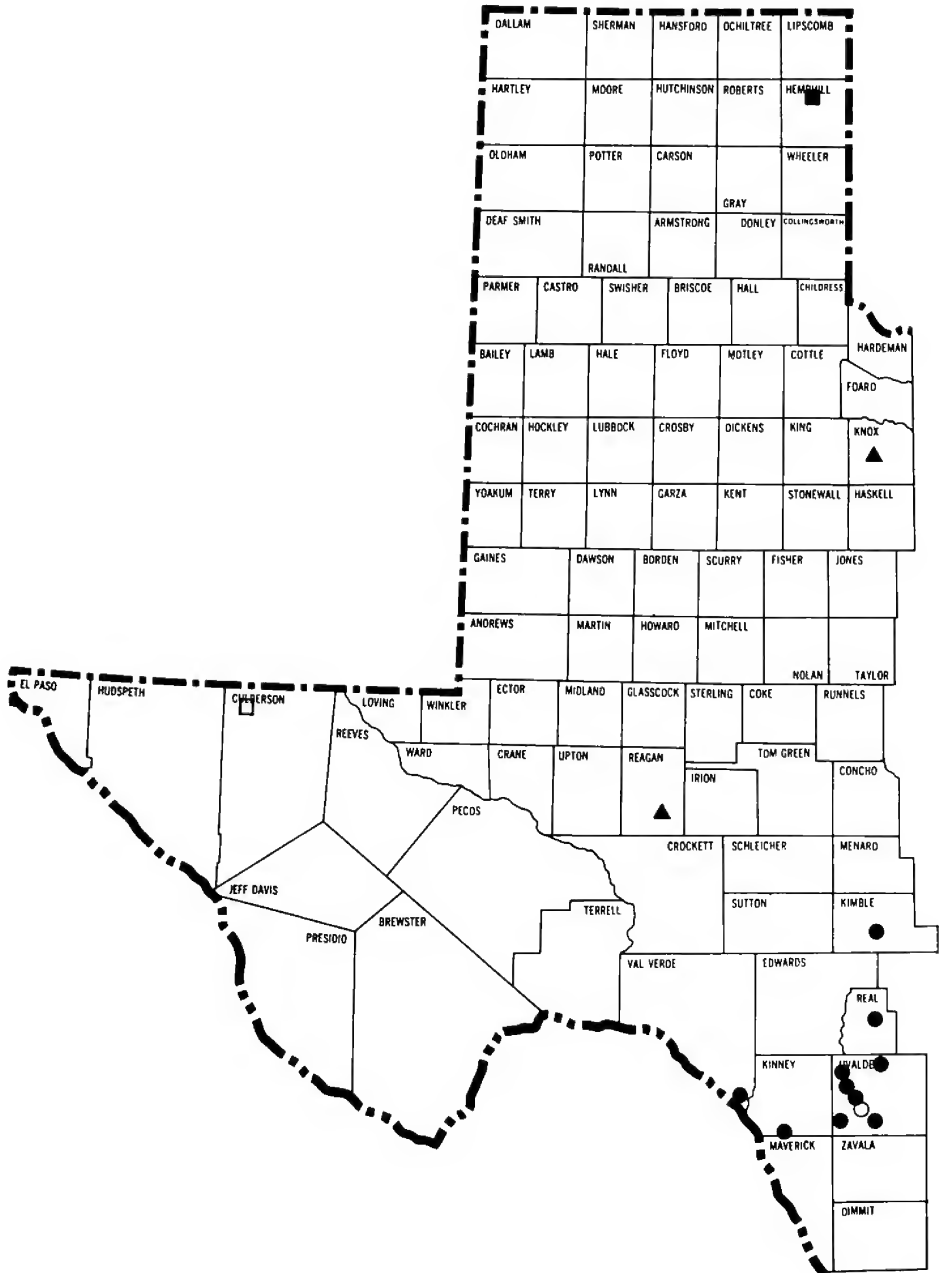 DALLAM SHERMAN HANSFORD OCHILTREE LIPSCOMB
HARTLEY MOORE HUTCHINSON ROBERTS HEMPHILL
OLDHAM POTTER CARSON WHEELER
GRAY
DEAF SMITH ARMSTRONG DONLEY COLLINGSWORTH
RANDALL
PARMER CASTRO SWISHER BRISCOE HALL CHILDRESS
HARDEMAN
BAILEY LAMB HALE FLOYD MOTLEY COTTLE
FOARD
COCHRAN HOCKLEY LUBBOCK CROSBY DICKENS KING KNOX
YOAKUM TERRY LYNN GARZA KENT STONEWALL HASKELL
GAINES DAWSON BORDEN SCURRY FISHER JONES
ANDREWS MARTIN HOWARD MITCHELL
NOLAN TAYLOR
EL PASO HUDSPETH CULBERSON LOVING WINKLER ECTOR MIDLAND GLASSCOCK STERLING COKE RUNNELS
REEVES WARD CRANE UPTON REAGAN TOM GREEN
IRION CONCHO
PECOS
CROCKETT SCHLEICHER MENARD
JEFF DAVIS
SUTTON KIMBLE
PRESIDIO BREWSTER TERRELL
VAL VERDE EDWARDS
REAL
KINNEY UVALDE
MAVERICK ZAVALA
DIMMIT